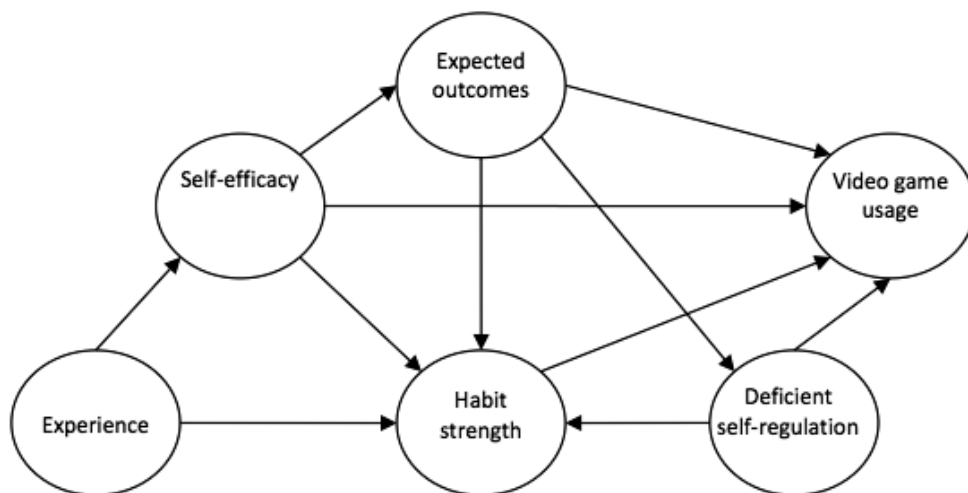 Expected
outcomes
Self-efficacy
Video game
usage
Experience
Habit
strength
Deficient
self-regulation